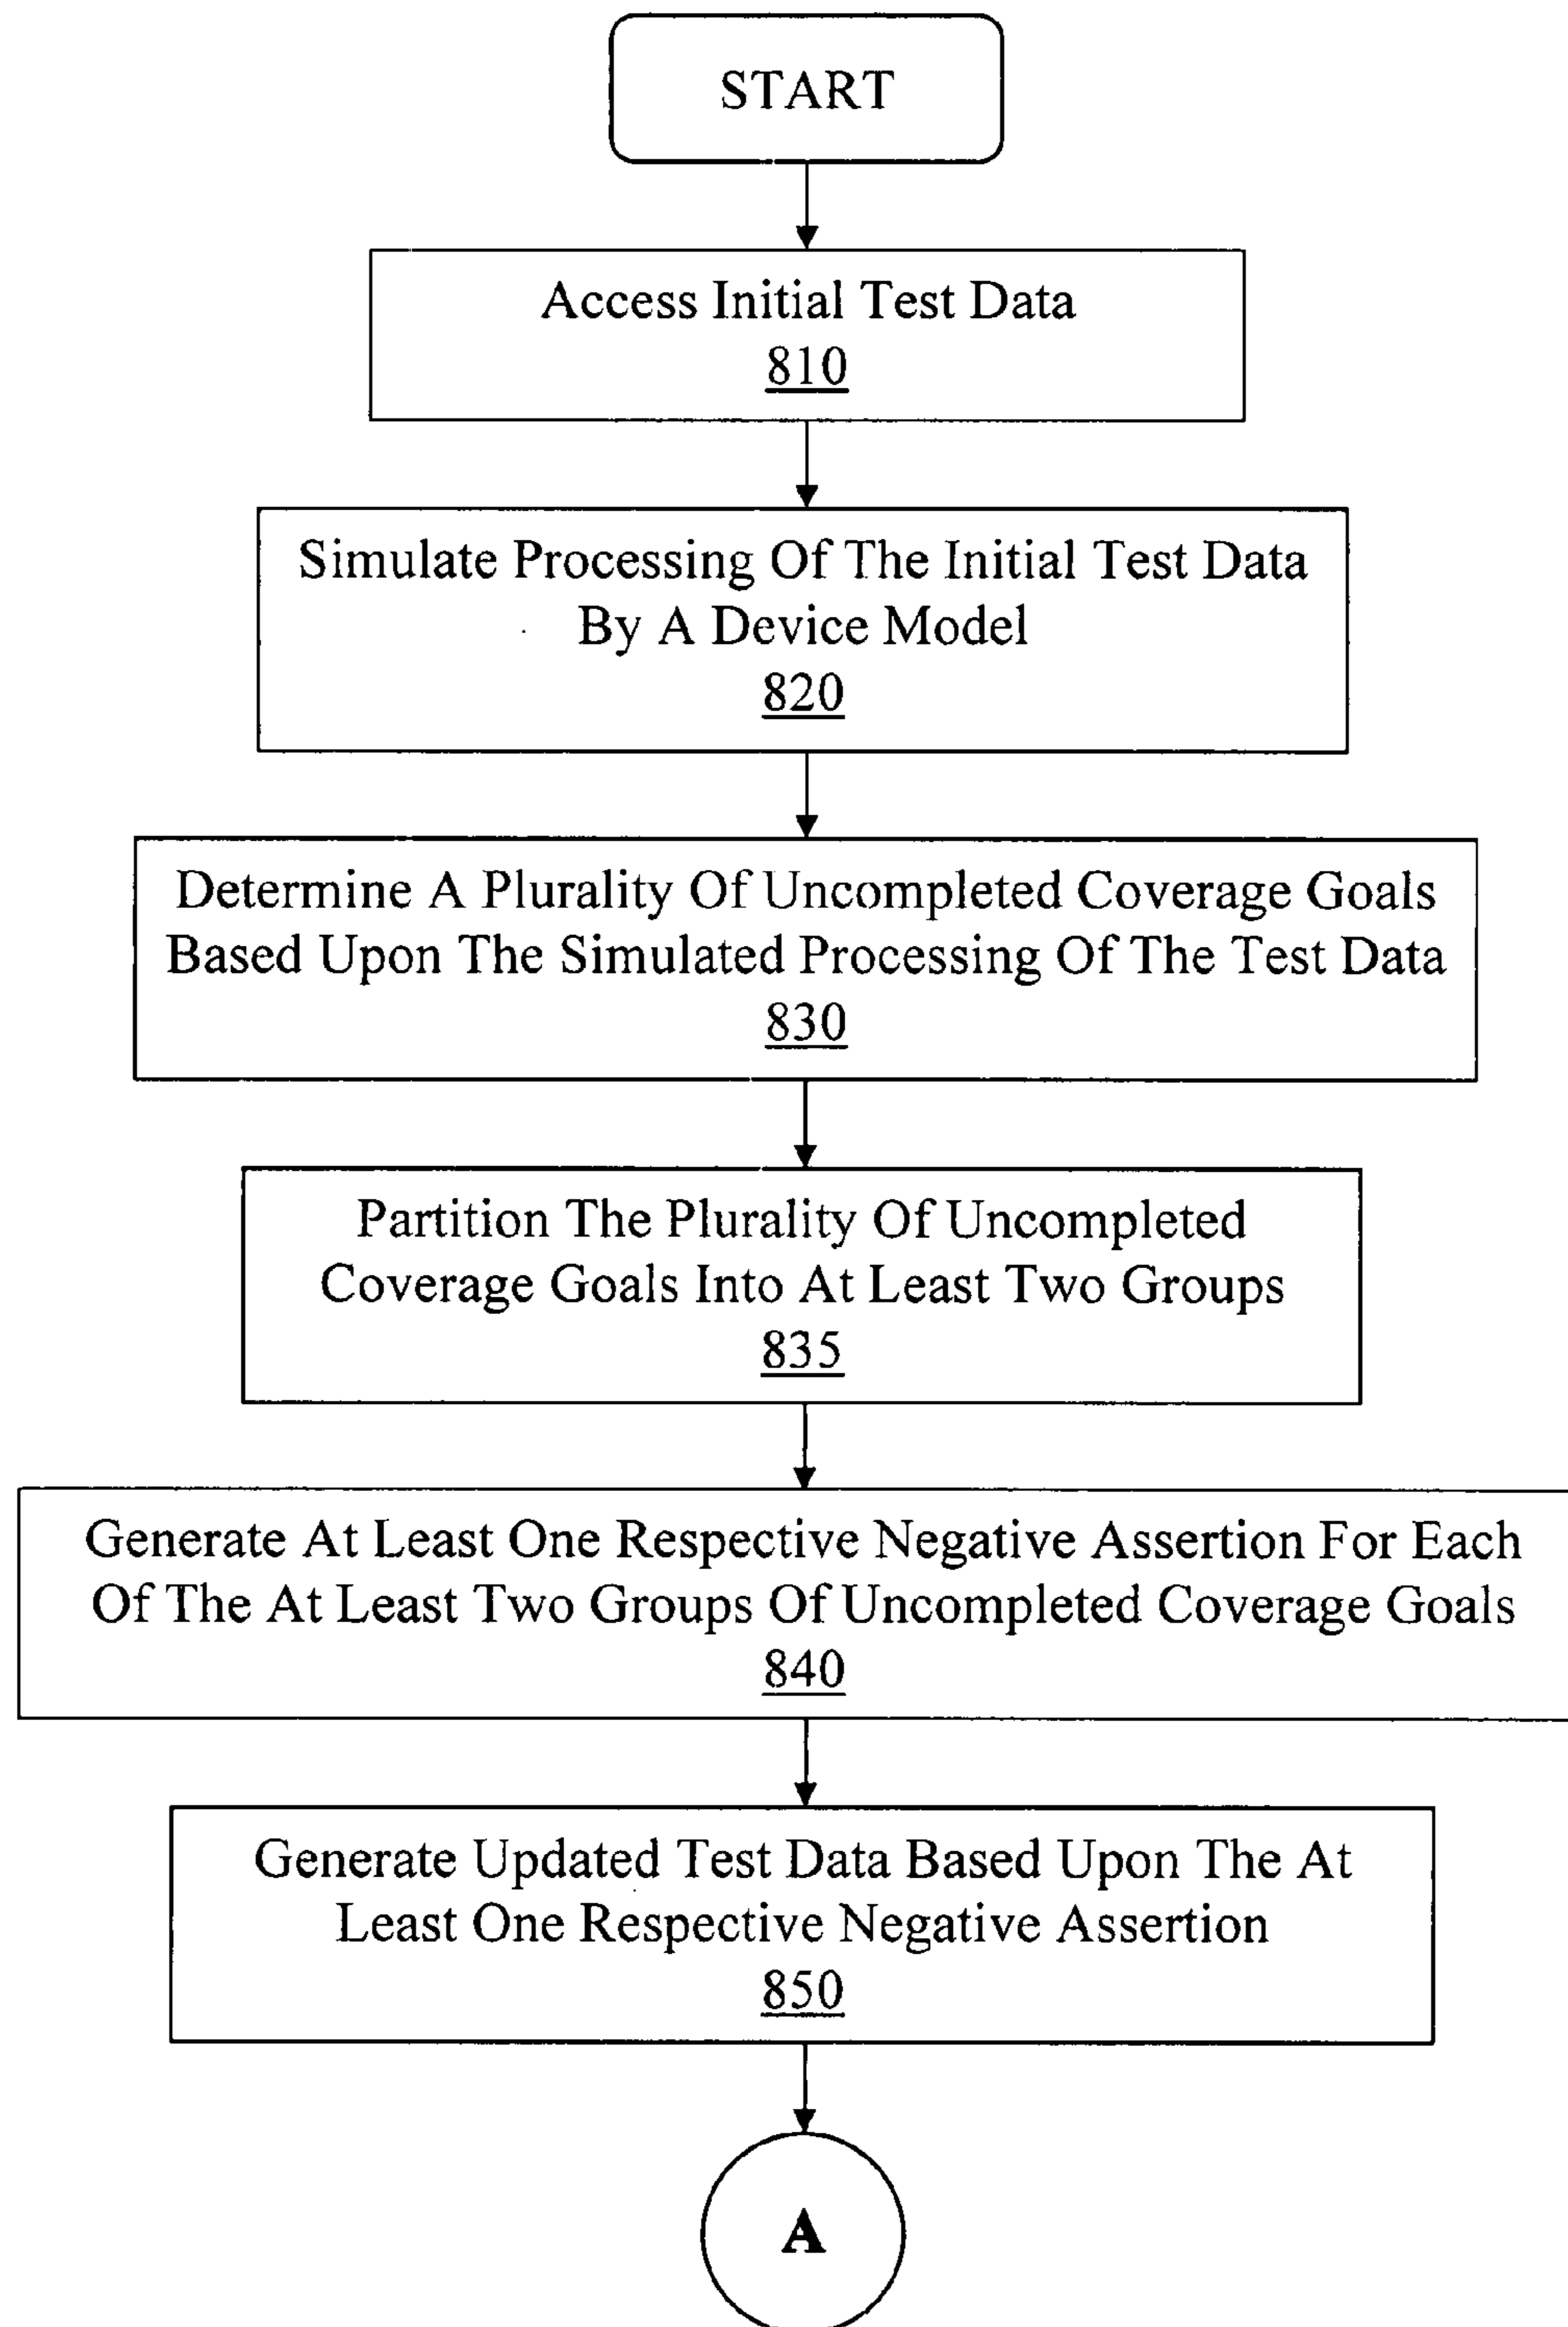 START
Access Initial Test Data
810
Simulate Processing Of The Initial Test Data
By A Device Model
820
Determine A Plurality Of Uncompleted Coverage Goals
Based Upon The Simulated Processing Of The Test Data
830
Partition The Plurality Of Uncompleted
Coverage Goals Into At Least Two Groups
835
Generate At Least One Respective Negative Assertion For Each
Of The At Least Two Groups Of Uncompleted Coverage Goals
840
Generate Updated Test Data Based Upon The At
Least One Respective Negative Assertion
850
A